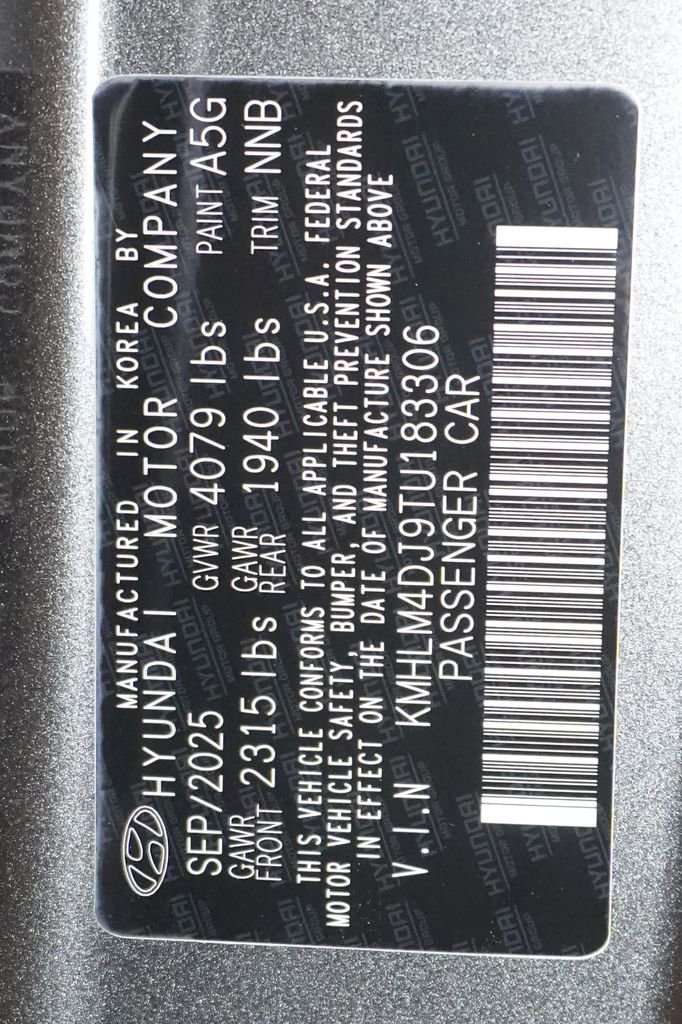 MANUFACTURED IN KOREA BY
HYUNDAI MOTOR COMPANY
SEP/2025 GVWR 4079 lbs PAINT A5G
GAWR FRONT 2315 lbs GAWR REAR 1940 lbs TRIM NNB
THIS VEHICLE CONFORMS TO ALL APPLICABLE U.S.A. FEDERAL
MOTOR VEHICLE SAFETY, BUMPER, AND THEFT PREVENTION STANDARDS
IN EFFECT ON THE DATE OF MANUFACTURE SHOWN ABOVE
V.I.N KMHLM4DJ9TU183306
PASSENGER CAR